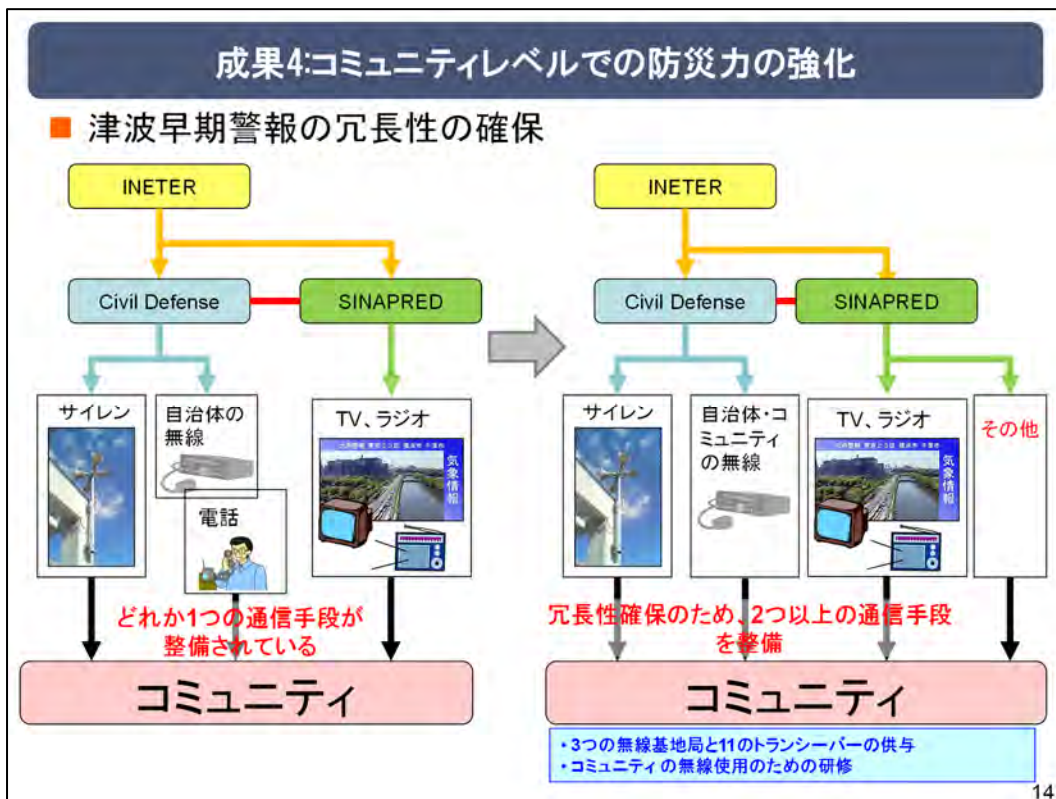 成果4:コミュニティレベルでの防災力の強化
■ 津波早期警報の冗長性の確保
INETER
Civil Defense
SINAPRED
サイレン
自治体の
無線
電話
TV、ラジオ
気象情報
どれか1つの通信手段が
整備されている
コミュニティ
INETER
Civil Defense
SINAPRED
サイレン
自治体・コ
ミュニティ
の無線
TV、ラジオ
気象情報
その他
冗長性確保のため、2つ以上の通信手段
を整備
コミュニティ
・3つの無線基地局と11のトランシーバーの供与
・コミュニティの無線使用のための研修
14